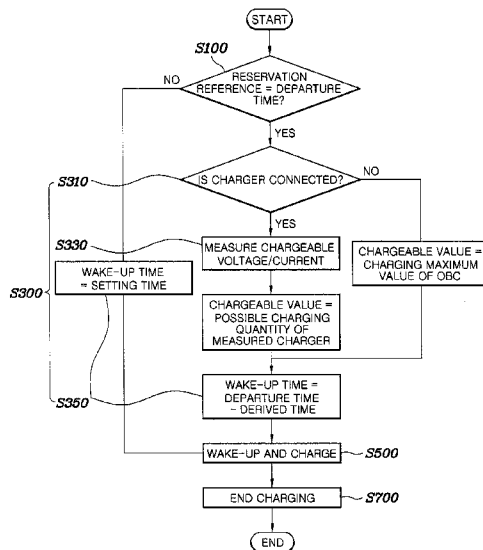 START
S100
NO
RESERVATION
REFERENCE = DEPARTURE
TIME?
YES
S310
IS CHARGER CONNECTED?
NO
YES
S330
MEASURE CHARGEABLE
VOLTAGE/CURRENT
CHARGEABLE VALUE =
CHARGING MAXIMUM
VALUE OF OBC
WAKE-UP TIME
= SETTING TIME
S300
CHARGEABLE VALUE =
POSSIBLE CHARGING
QUANTITY OF
MEASURED CHARGER
S350
WAKE-UP TIME =
DEPARTURE TIME
- DERIVED TIME
WAKE-UP AND CHARGE
S500
END CHARGING
S700
END